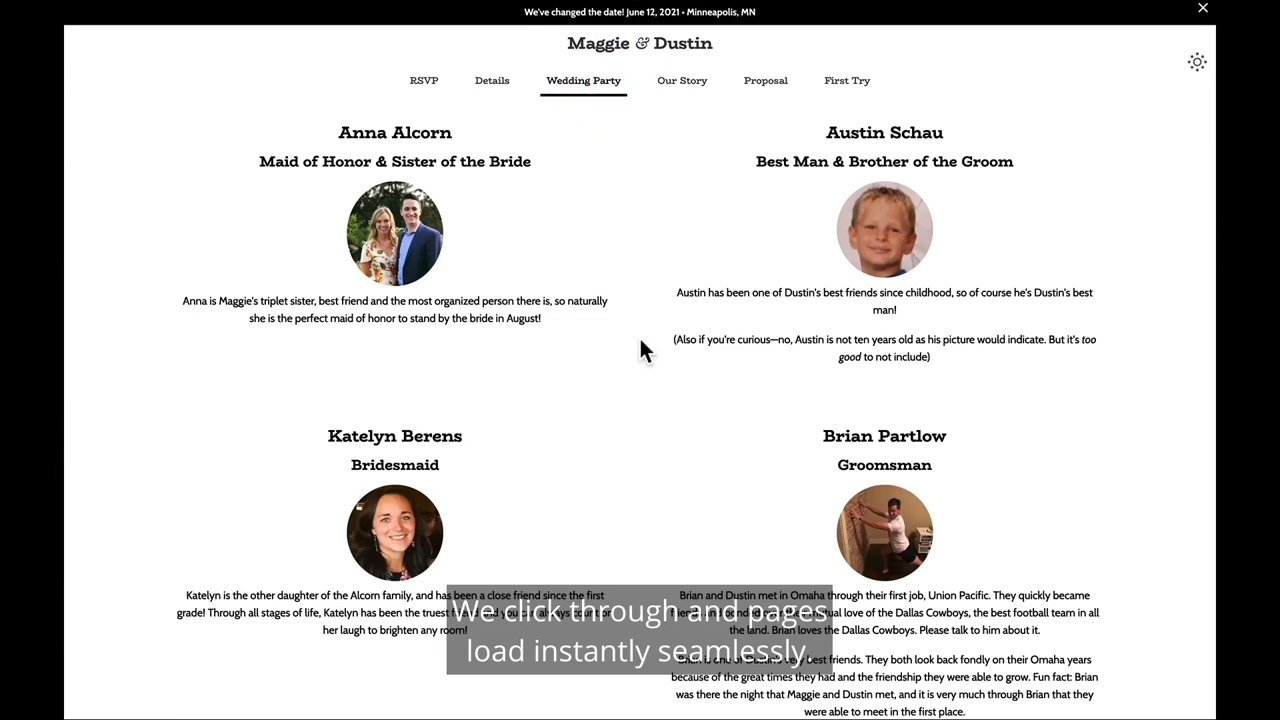 We've changed the date! June 12, 2021 • Minneapolis, MN
Maggie & Dustin
RSVP Details Wedding Party Our Story Proposal First Try
Anna Alcorn
Maid of Honor & Sister of the Bride
Anna is Maggie's triplet sister, best friend and the most organized person there is, so naturally
she is the perfect maid of honor to stand by the bride in August!
Austin Schau
Best Man & Brother of the Groom
Austin has been one of Dustin's best friends since childhood, so of course he's Dustin's best
man!
(Also if you're curious—no, Austin is not ten years old as his picture would indicate. But it's too
good to not include)
Katelyn Berens
Bridesmaid
Katelyn is the other daughter of the Alcorn family, and has been a close friend since the first
grade! Through all stages of life, Katelyn has been the truest
her laugh to brighten any room!
Brian Partlow
Groomsman
Brian and Dustin met in Omaha through their first job, Union Pacific. They quickly became
mutual love of the Dallas Cowboys, the best football team in all
the land. Brian loves the Dallas Cowboys. Please talk to him about it.
Brian is one of Dustin's very best friends. They both look back fondly on their Omaha years
because of the great times they had and the friendship they were able to grow. Fun fact: Brian
was there the night that Maggie and Dustin met, and it is very much through Brian that they
were able to meet in the first place.
We click through and pages
load instantly seamlessly.